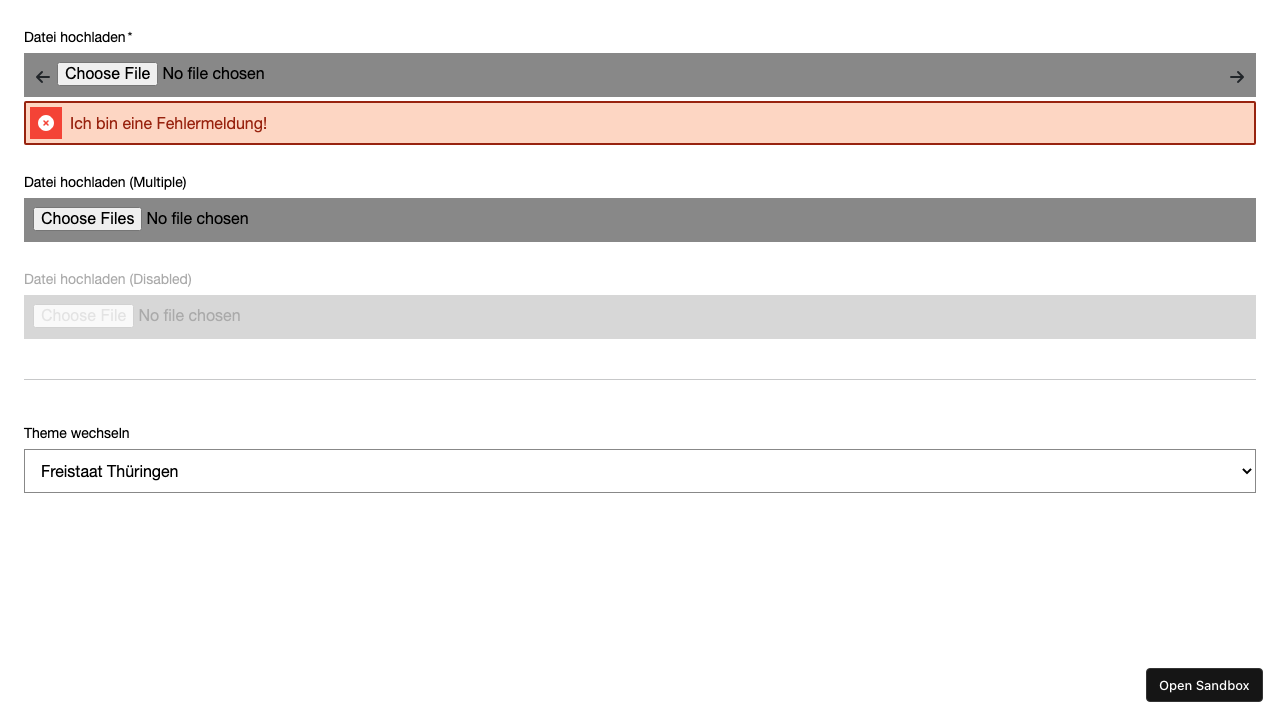 Datei hochladen*
Choose File No file chosen
Ich bin eine Fehlermeldung!
Datei hochladen (Multiple)
Choose Files No file chosen
Datei hochladen (Disabled)
Choose File No file chosen
Theme wechseln
Freistaat Thüringen
Open Sandbox